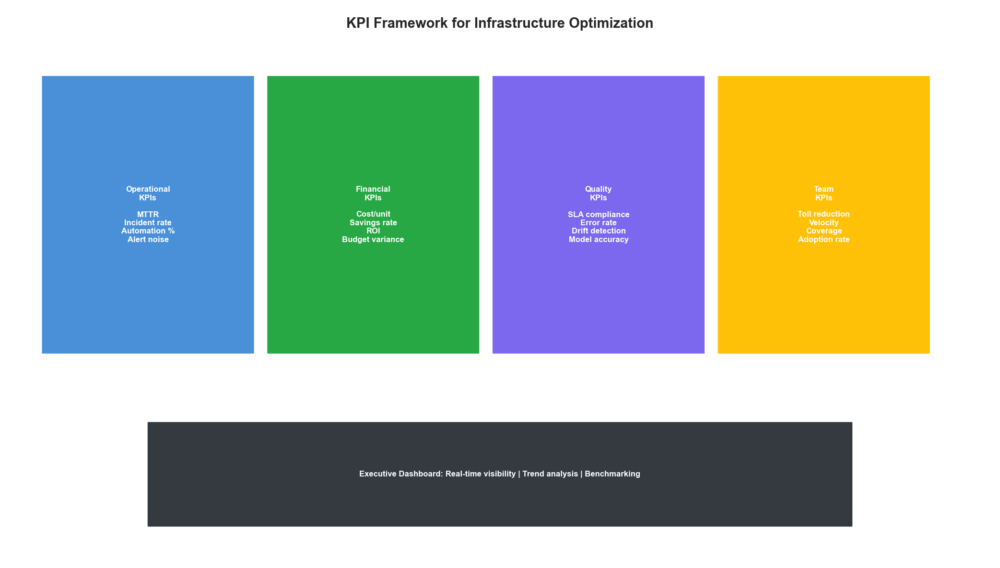 KPI Framework for Infrastructure Optimization
Operational
KPIs
MTTR
Incident rate
Automation %
Alert noise
Financial
KPIs
Cost/unit
Savings rate
ROI
Budget variance
Quality
KPIs
SLA compliance
Error rate
Drift detection
Model accuracy
Team
KPIs
Toil reduction
Velocity
Coverage
Adoption rate
Executive Dashboard: Real-time visibility | Trend analysis | Benchmarking